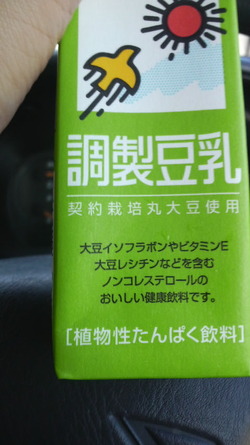 調製豆乳
契約栽培丸大豆使用
大豆イソフラボンやビタミンE
大豆レシチンなどを含む
ノンコレステロールの
おいしい健康飲料です。
[植物性たんぱく飲料]